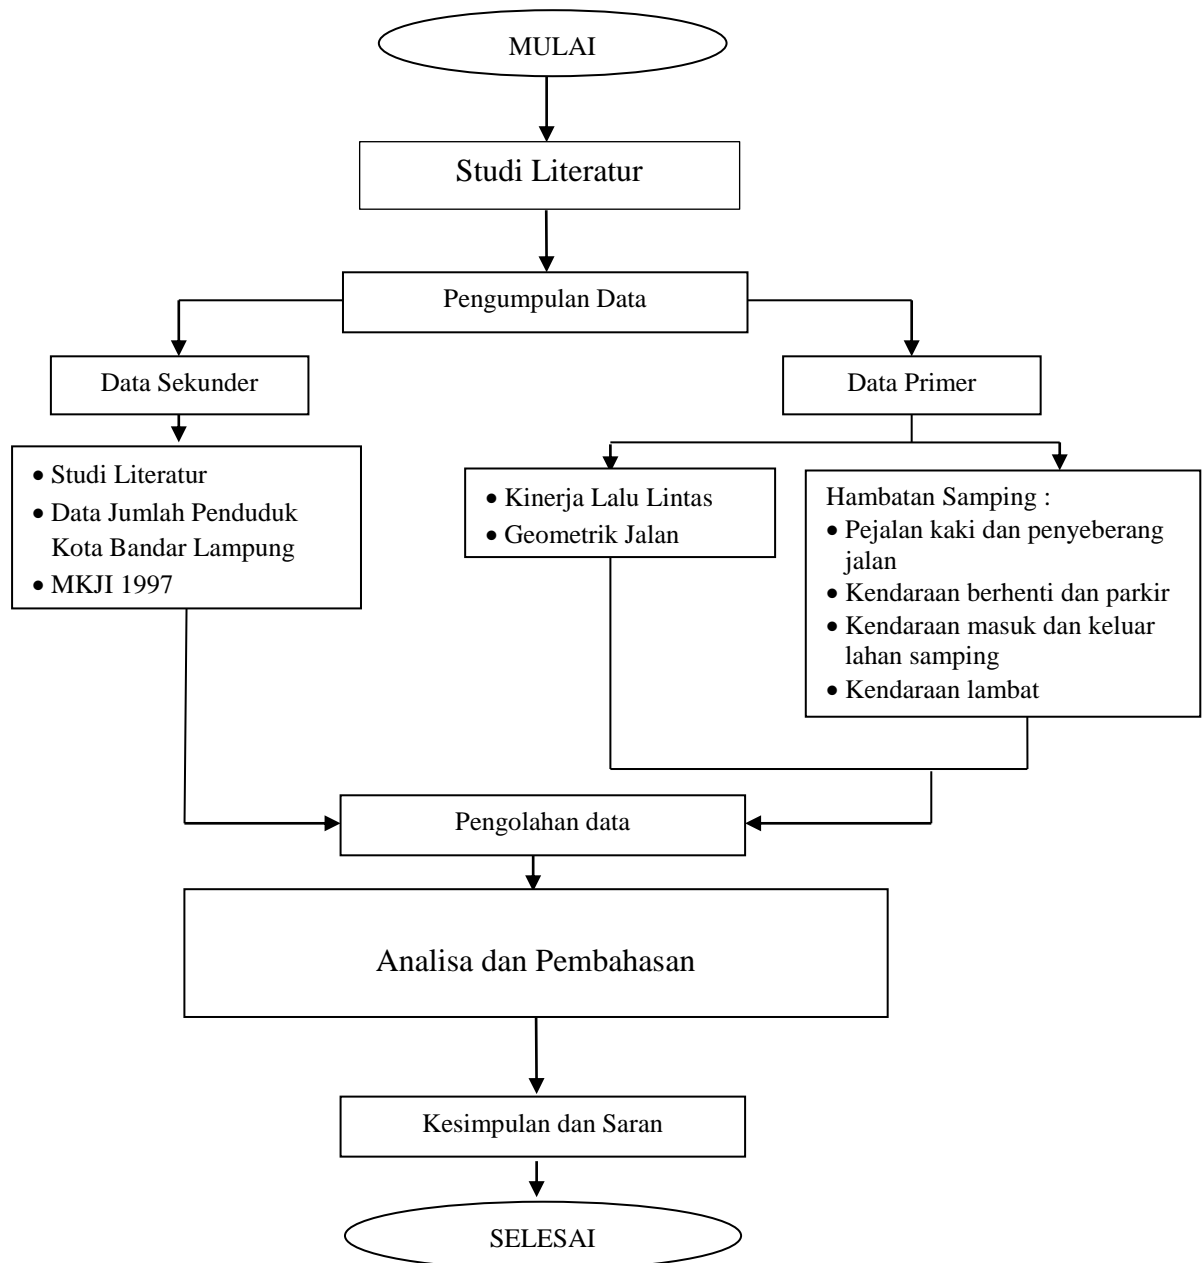 MULAI
Studi Literatur
Pengumpulan Data
Data Sekunder
Data Primer
• Studi Literatur
• Data Jumlah Penduduk
Kota Bandar Lampung
• MKJI 1997
• Kinerja Lalu Lintas
• Geometrik Jalan
Hambatan Samping :
• Pejalan kaki dan penyeberang
jalan
• Kendaraan berhenti dan parkir
• Kendaraan masuk dan keluar
lahan samping
• Kendaraan lambat
Pengolahan data
Analisa dan Pembahasan
Kesimpulan dan Saran
SELESAI